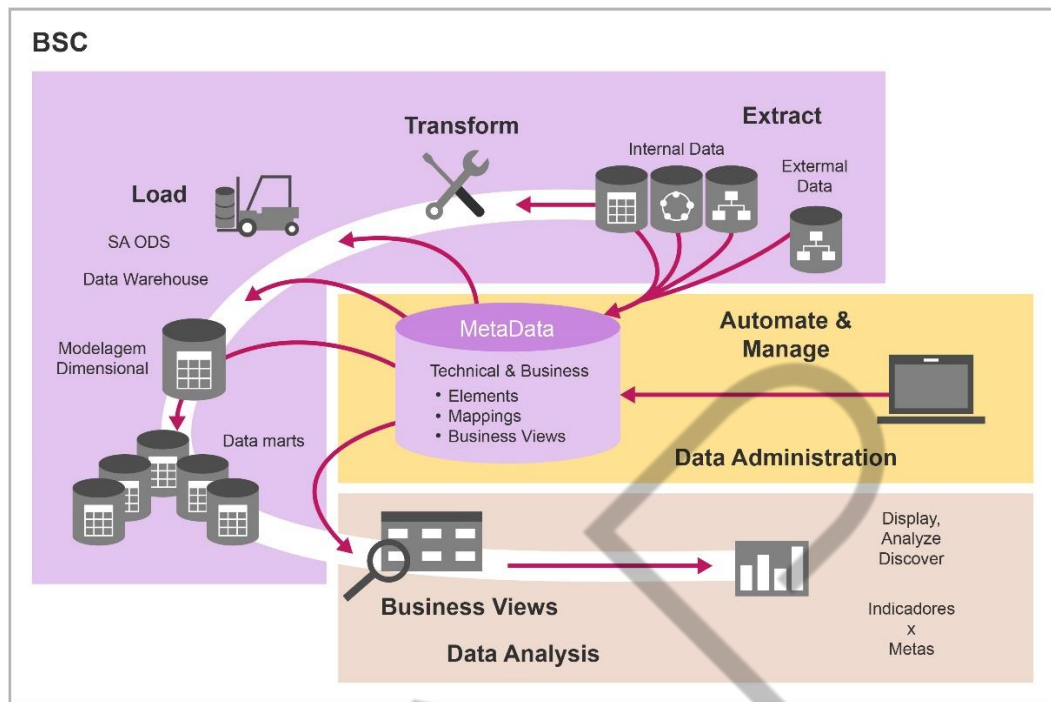 BSC
Extract
Transform
Internal Data
Extermal
Data
Load
SA ODS
Data Warehouse
MetaData
Automate &
Manage
Modelagem
Dimensional
Technical & Business
• Elements
• Mappings
• Business Views
Data marts
Data Administration
Display,
Analyze
Discover
Business Views
Indicadores
x
Metas
Data Analysis